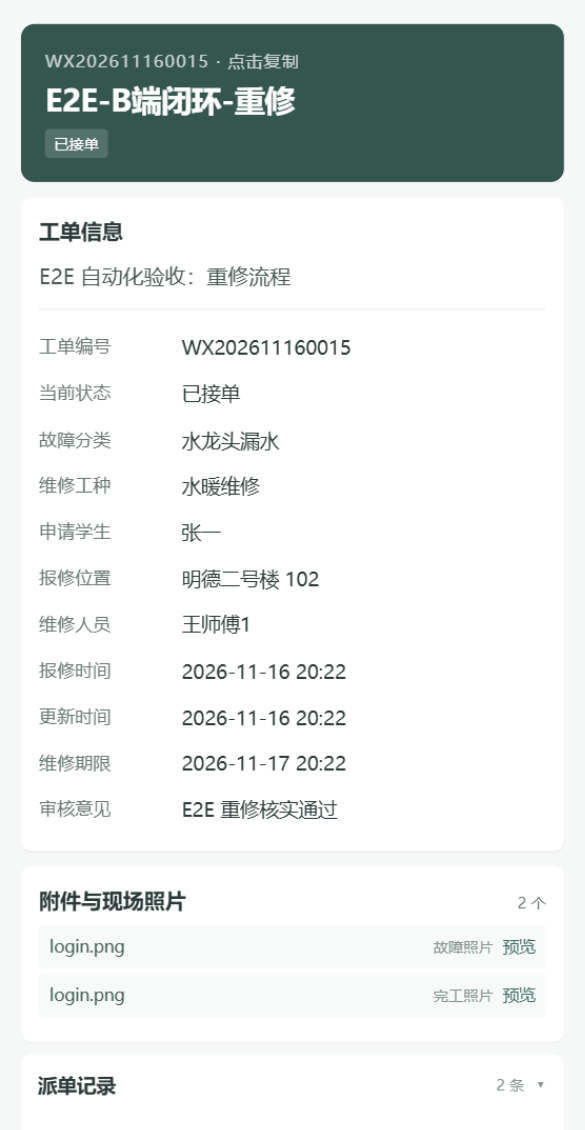 WX202611160015 · 点击复制
E2E-B端闭环-重修
已接单
工单信息
E2E 自动化验收：重修流程
工单编号 WX202611160015
当前状态 已接单
故障分类 水龙头漏水
维修工种 水暖维修
申请学生 张一
报修位置 明德二号楼 102
维修人员 王师傅1
报修时间 2026-11-16 20:22
更新时间 2026-11-16 20:22
维修期限 2026-11-17 20:22
审核意见 E2E 重修核实通过
附件与现场照片 2 个
login.png 故障照片 预览
login.png 完工照片 预览
派单记录 2 条 ▾